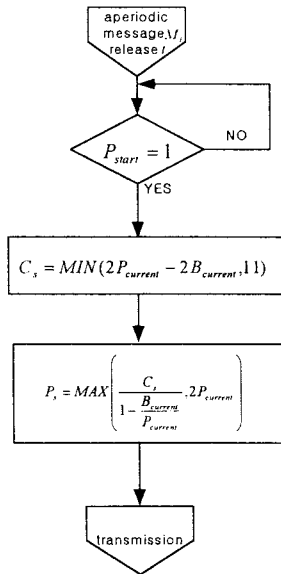 aperiodic
message M_i
release t
P_start = 1
NO
YES
C_s = MIN(2P_current − 2B_current, 11)
P_s = MAX( C_s / (1 − B_current / P_current), 2P_current )
transmission